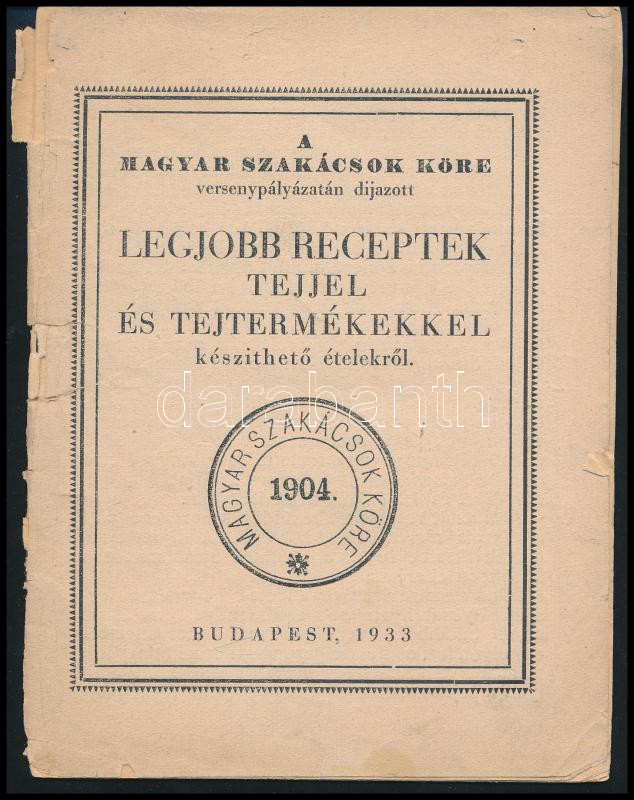 A
MAGYAR SZAKÁCSOK KÖRE
versenypályázatán dijazott
LEGJOBB RECEPTEK
TEJJEL
ÉS TEJTERMÉKEKKEL
készithető ételekről.
darabanth
MAGYAR SZAKÁCSOK KÖRE
1904.
BUDAPEST, 1933